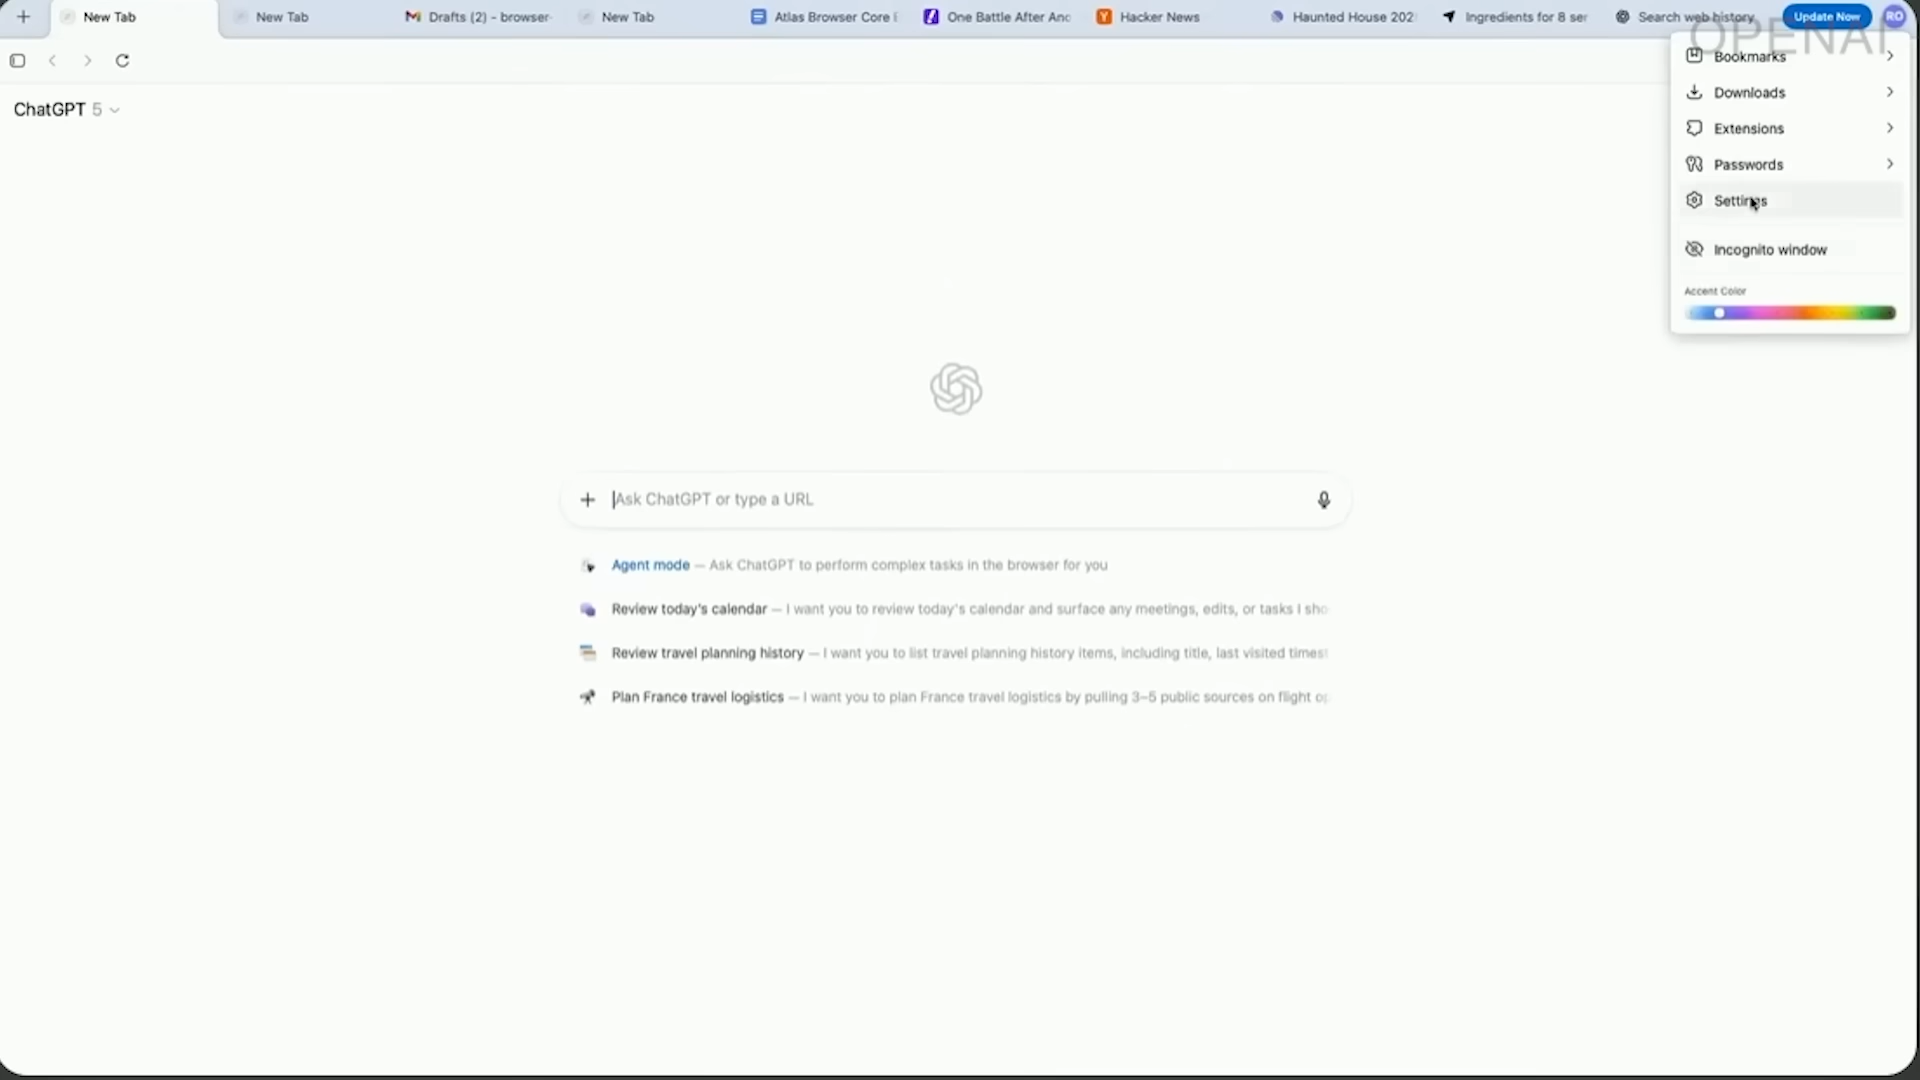 New Tab
New Tab
Drafts (2) - browser-
New Tab
Atlas Browser Core
One Battle After Ano
Hacker News
Haunted House 202
Ingredients for 8 ser
Search web history
Update Now
RO
OPENAI
ChatGPT 5
Bookmarks
Downloads
Extensions
Passwords
Settings
Incognito window
Accent Color
Ask ChatGPT or type a URL
Agent mode — Ask ChatGPT to perform complex tasks in the browser for you
Review today's calendar — I want you to review today's calendar and surface any meetings, edits, or tasks I sho
Review travel planning history — I want you to list travel planning history items, including title, last visited times
Plan France travel logistics — I want you to plan France travel logistics by pulling 3–5 public sources on flight op